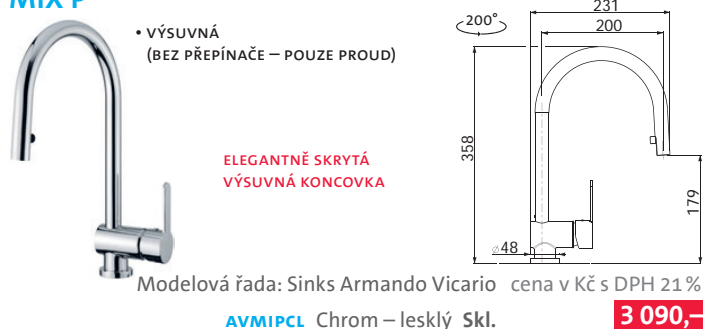 MIX P
• VÝSUVNÁ
(BEZ PŘEPÍNAČE – POUZE PROUD)
ELEGANTNĚ SKRYTÁ
VÝSUVNÁ KONCOVKA
200°
231
200
358
179
⌀48
Modelová řada: Sinks Armando Vicario cena v Kč s DPH 21 %
AVMIPCL Chrom – lesklý Skl.
3 090,–